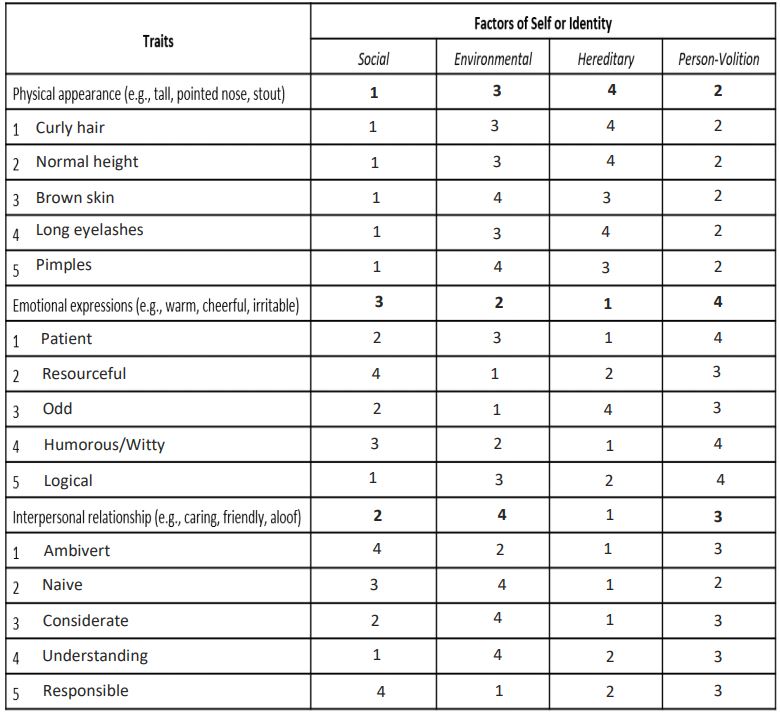 Traits
Factors of Self or Identity
Social Environmental Hereditary Person-Volition
Physical appearance (e.g., tall, pointed nose, stout) 1 3 4 2
1 Curly hair 1 3 4 2
2 Normal height 1 3 4 2
3 Brown skin 1 4 3 2
4 Long eyelashes 1 3 4 2
5 Pimples 1 4 3 2
Emotional expressions (e.g., warm, cheerful, irritable) 3 2 1 4
1 Patient 2 3 1 4
2 Resourceful 4 1 2 3
3 Odd 2 1 4 3
4 Humorous/Witty 3 2 1 4
5 Logical 1 3 2 4
Interpersonal relationship (e.g., caring, friendly, aloof) 2 4 1 3
1 Ambivert 4 2 1 3
2 Naive 3 4 1 2
3 Considerate 2 4 1 3
4 Understanding 1 4 2 3
5 Responsible 4 1 2 3